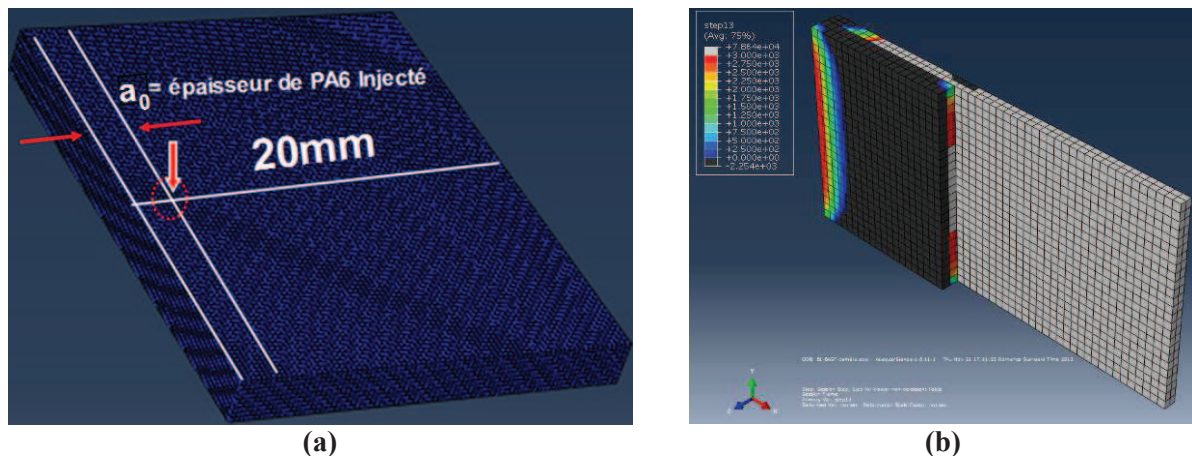 a0= épaisseur de PA6 Injecté
20mm
step13
(Avg: 75%)
+7.864e+04
+3.000e+03
+2.750e+03
+2.500e+03
+2.250e+03
+2.000e+03
+1.750e+03
+1.500e+03
+1.250e+03
+1.000e+03
+7.500e+02
+5.000e+02
+2.500e+02
+0.000e+00
-2.254e+03
Y
Z
X
(a)
(b)